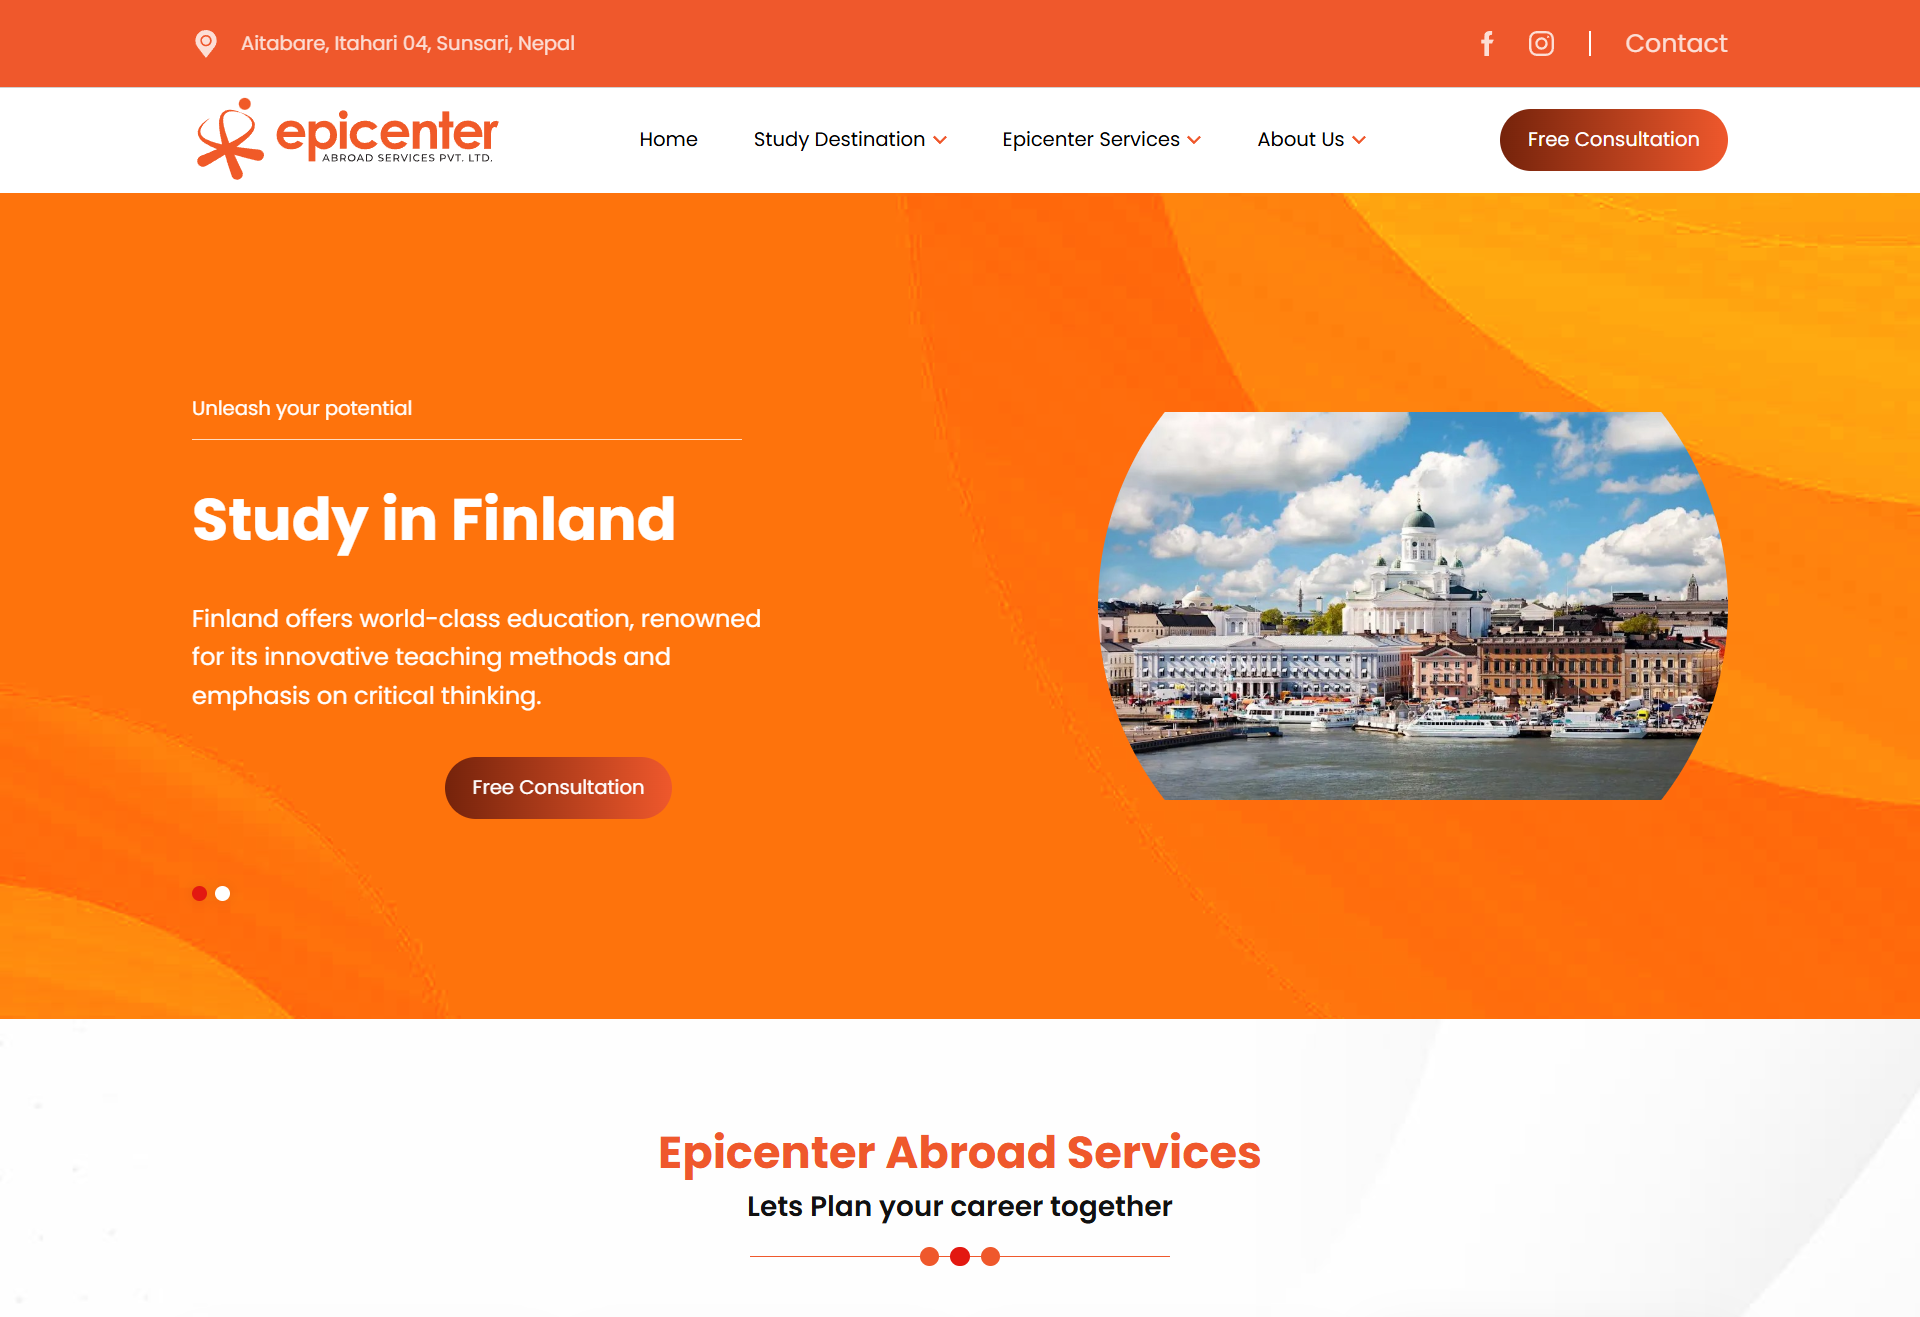 Aitabare, Itahari 04, Sunsari, Nepal
Contact
epicenter
ABROAD SERVICES PVT. LTD.
Home
Study Destination
Epicenter Services
About Us
Free Consultation
Unleash your potential
Study in Finland
Finland offers world-class education, renowned
for its innovative teaching methods and
emphasis on critical thinking.
Free Consultation
Epicenter Abroad Services
Lets Plan your career together